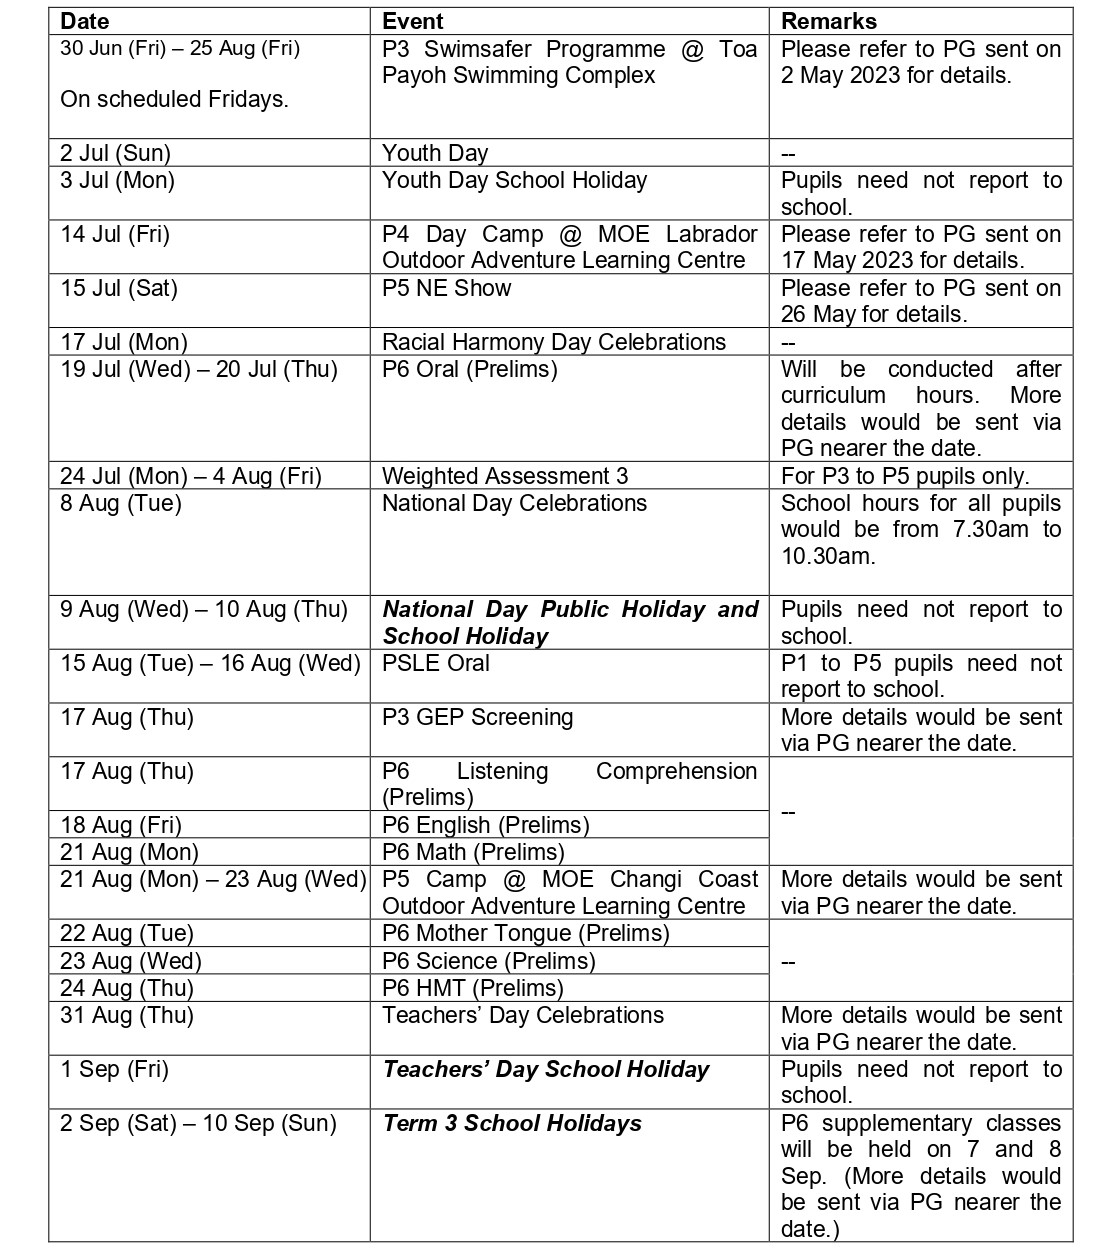 Date Event Remarks
30 Jun (Fri) – 25 Aug (Fri)
On scheduled Fridays.
P3 Swimsafer Programme @ Toa
Payoh Swimming Complex
Please refer to PG sent on
2 May 2023 for details.
2 Jul (Sun) Youth Day --
3 Jul (Mon) Youth Day School Holiday
Pupils need not report to
school.
14 Jul (Fri)
P4 Day Camp @ MOE Labrador
Outdoor Adventure Learning Centre
Please refer to PG sent on
17 May 2023 for details.
15 Jul (Sat) P5 NE Show
Please refer to PG sent on
26 May for details.
17 Jul (Mon) Racial Harmony Day Celebrations --
19 Jul (Wed) – 20 Jul (Thu) P6 Oral (Prelims)
Will be conducted after
curriculum hours. More
details would be sent via
PG nearer the date.
24 Jul (Mon) – 4 Aug (Fri) Weighted Assessment 3 For P3 to P5 pupils only.
8 Aug (Tue) National Day Celebrations
School hours for all pupils
would be from 7.30am to
10.30am.
9 Aug (Wed) – 10 Aug (Thu)
National Day Public Holiday and
School Holiday
Pupils need not report to
school.
15 Aug (Tue) – 16 Aug (Wed) PSLE Oral
P1 to P5 pupils need not
report to school.
17 Aug (Thu) P3 GEP Screening
More details would be sent
via PG nearer the date.
17 Aug (Thu)
P6 Listening Comprehension
(Prelims)
--
18 Aug (Fri) P6 English (Prelims)
21 Aug (Mon) P6 Math (Prelims)
21 Aug (Mon) – 23 Aug (Wed)
P5 Camp @ MOE Changi Coast
Outdoor Adventure Learning Centre
More details would be sent
via PG nearer the date.
22 Aug (Tue) P6 Mother Tongue (Prelims)
23 Aug (Wed) P6 Science (Prelims) --
24 Aug (Thu) P6 HMT (Prelims)
31 Aug (Thu) Teachers’ Day Celebrations
More details would be sent
via PG nearer the date.
1 Sep (Fri) Teachers’ Day School Holiday
Pupils need not report to
school.
2 Sep (Sat) – 10 Sep (Sun) Term 3 School Holidays
P6 supplementary classes
will be held on 7 and 8
Sep. (More details would
be sent via PG nearer the
date.)